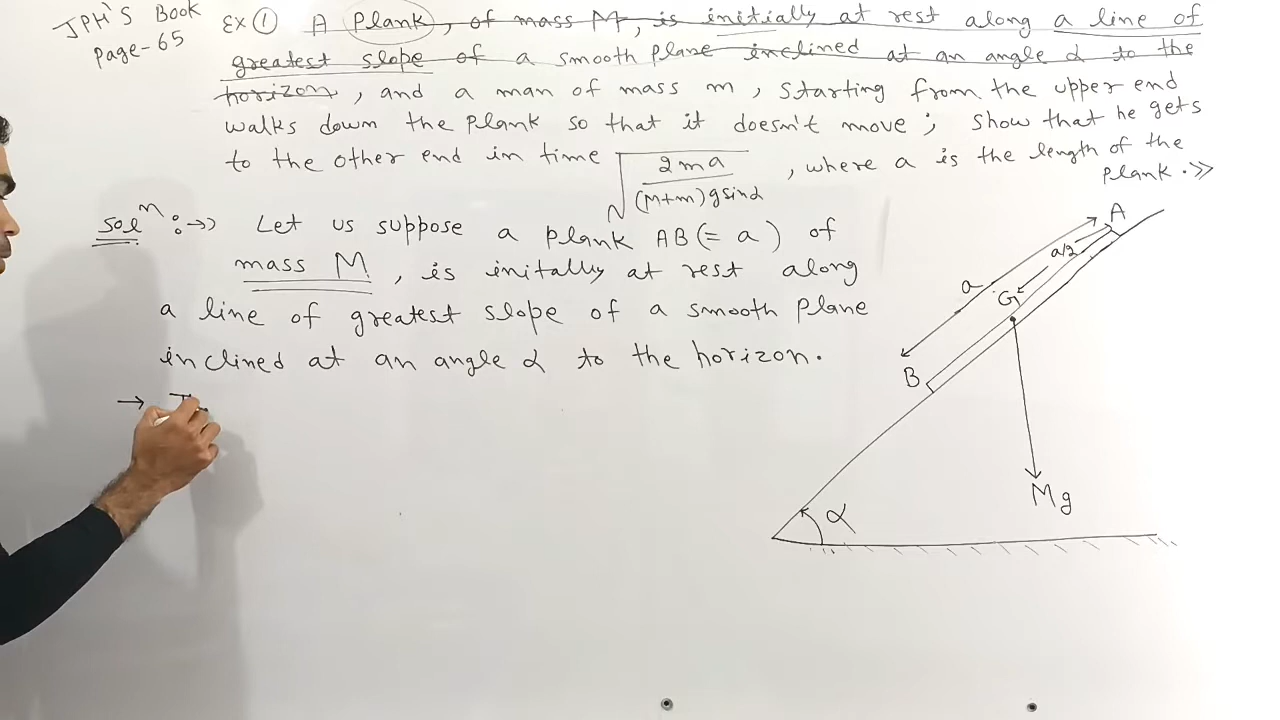 JPH'S Book
Page-65
Ex ① A Plank, of mass M, is initially at rest along a line of
greatest slope of a smooth plane inclined at an angle α to the
horizon, and a man of mass m, starting from the upper end
walks down the plank so that it doesn't move; show that he gets
to the other end in time √(2ma/((M+m)g sinα)), where a is the length of the
plank.>>
Solⁿ :→) Let us suppose a plank AB(= a) of
mass M, is initally at rest along
a line of greatest slope of a smooth plane
inclined at an angle α to the horizon.
→
A
a/2
a
G
B
Mg
α